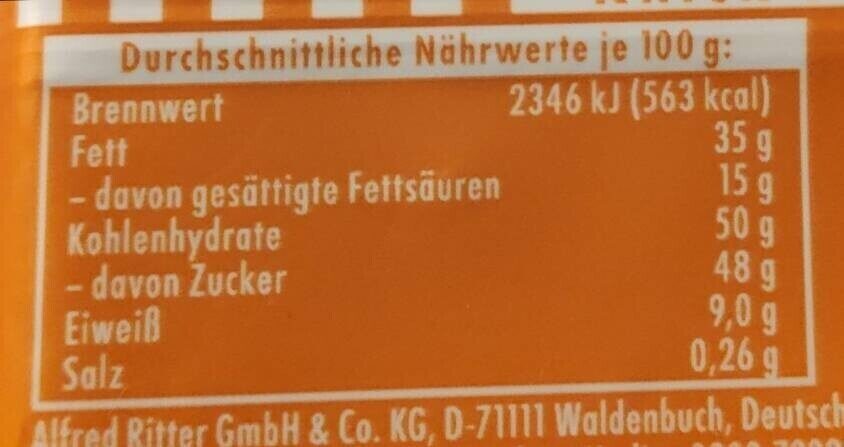 Durchschnittliche Nährwerte je 100 g:
Brennwert 2346 kJ (563 kcal)
Fett 35 g
– davon gesättigte Fettsäuren 15 g
Kohlenhydrate 50 g
– davon Zucker 48 g
Eiweiß 9,0 g
Salz 0,26 g
Alfred Ritter GmbH & Co. KG, D-71111 Waldenbuch, Deutsch